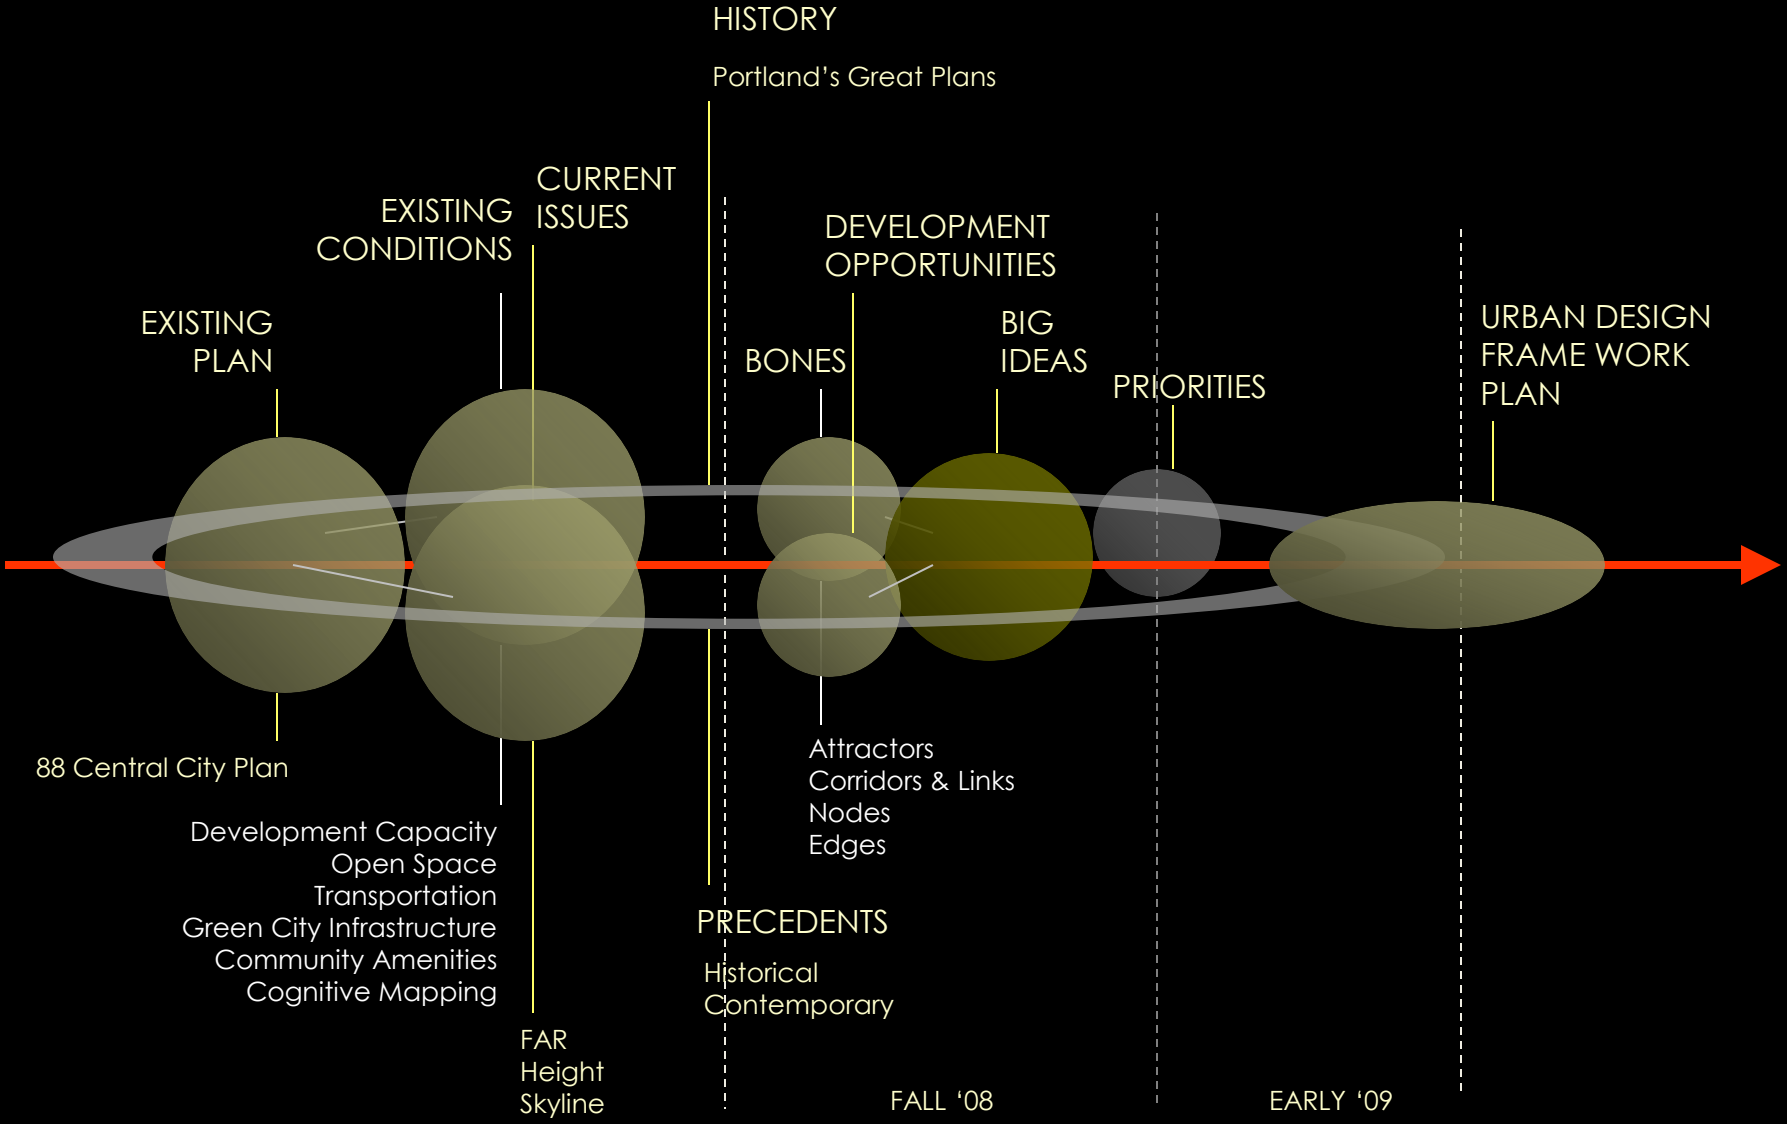 HISTORY
Portland’s Great Plans
CURRENT
ISSUES
EXISTING
CONDITIONS
DEVELOPMENT
OPPORTUNITIES
EXISTING
PLAN
BONES
BIG
IDEAS
PRIORITIES
URBAN DESIGN
FRAME WORK
PLAN
88 Central City Plan
Development Capacity
Open Space
Transportation
Green City Infrastructure
Community Amenities
Cognitive Mapping
FAR
Height
Skyline
Attractors
Corridors & Links
Nodes
Edges
PRECEDENTS
Historical
Contemporary
FALL ‘08
EARLY ‘09